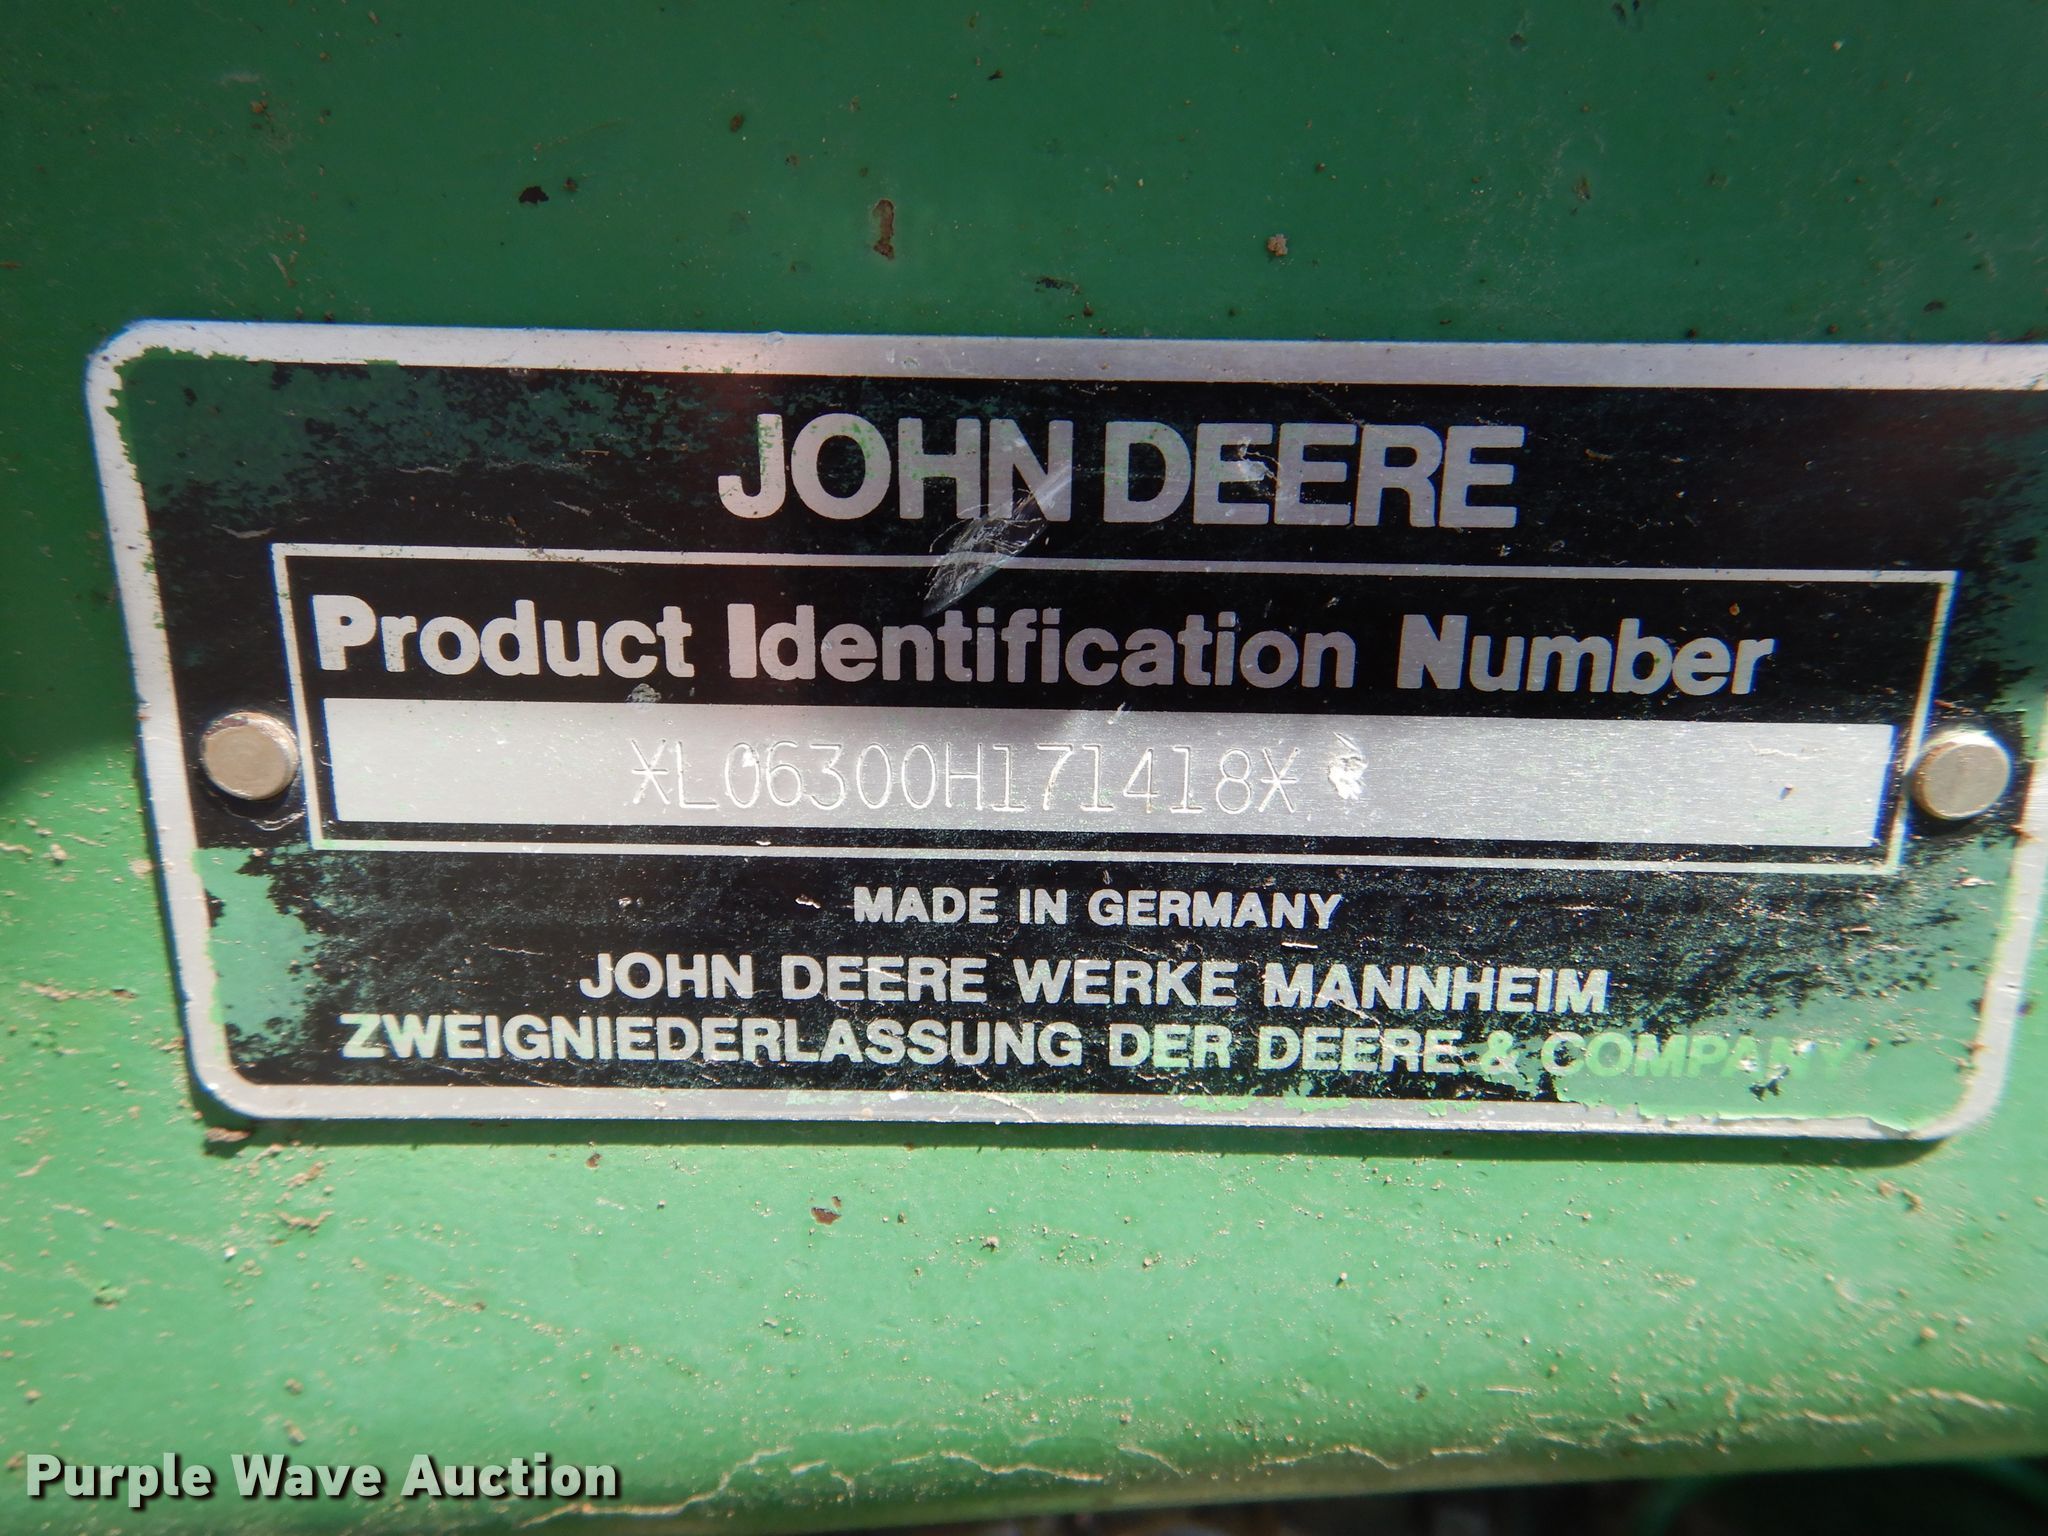 JOHN DEERE
Product Identification Number
*L06300H171418*
MADE IN GERMANY
JOHN DEERE WERKE MANNHEIM
ZWEIGNIEDERLASSUNG DER DEERE & COMPANY
Purple Wave Auction